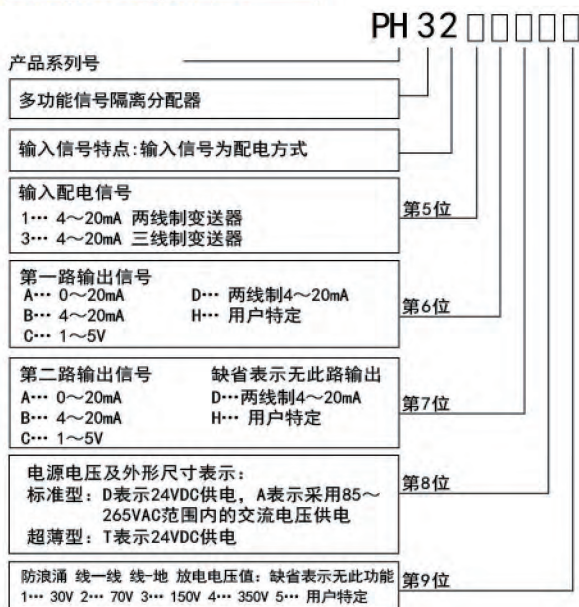 PH32□□□□□
产品系列号
多功能信号隔离分配器
输入信号特点:输入信号为配电方式
输入配电信号
1… 4～20mA 两线制变送器
3… 4～20mA 三线制变送器
第5位
第一路输出信号
A… 0～20mA D… 两线制4～20mA
B… 4～20mA H… 用户特定
C… 1～5V
第6位
第二路输出信号 缺省表示无此路输出
A… 0～20mA D…两线制4～20mA
B… 4～20mA H… 用户特定
C… 1～5V
第7位
电源电压及外形尺寸表示：
标准型：D表示24VDC供电，A表示采用85～
265VAC范围内的交流电压供电
超薄型：T表示24VDC供电
第8位
防浪涌 线一线 线-地 放电电压值：缺省表示无此功能
1… 30V 2… 70V 3… 150V 4… 350V 5… 用户特定
第9位